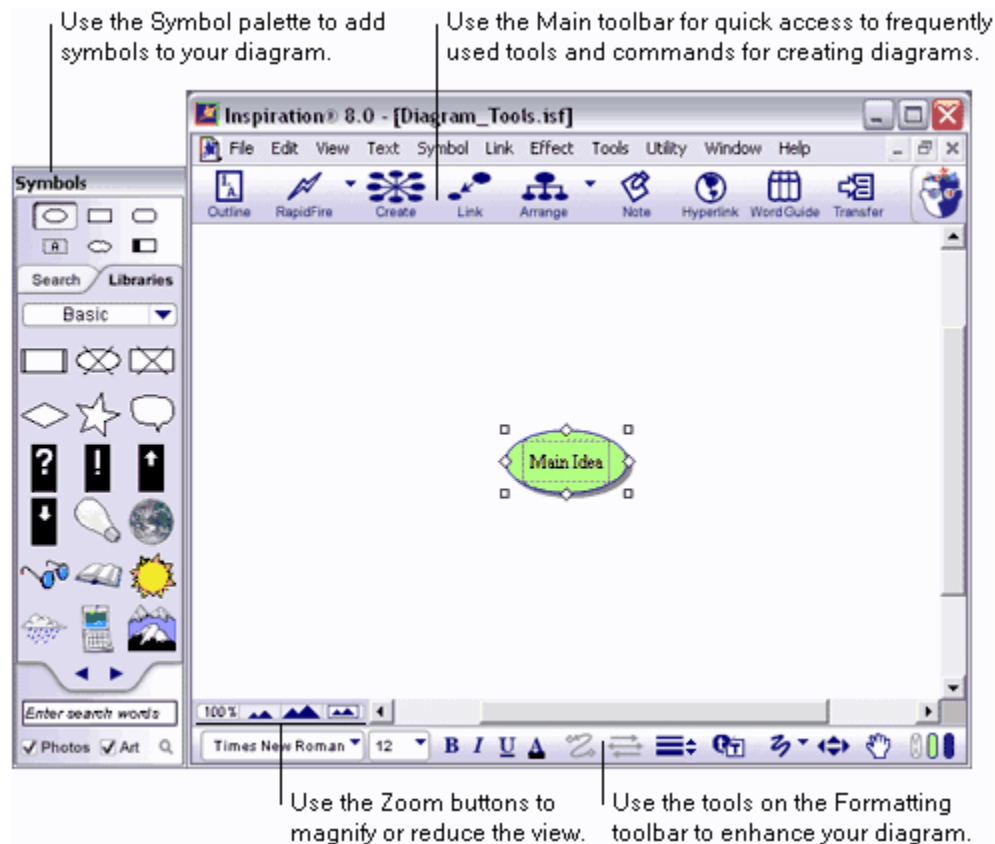 Use the Symbol palette to add
symbols to your diagram.
Use the Main toolbar for quick access to frequently
used tools and commands for creating diagrams.
Inspiration® 8.0 - [Diagram_Tools.isf]
File Edit View Text Symbol Link Effect Tools Utility Window Help
Outline RapidFire Create Link Arrange Note Hyperlink Word Guide Transfer
Symbols
A
Search Libraries
Basic
? !
Main Idea
Enter search words
Photos Art
100%
Times New Roman 12 B I U A
Use the Zoom buttons to
magnify or reduce the view.
Use the tools on the Formatting
toolbar to enhance your diagram.